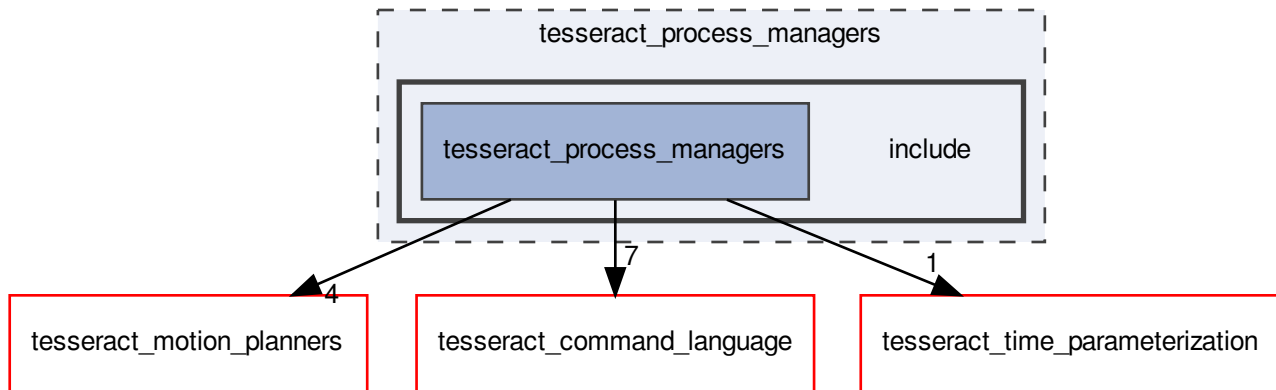 tesseract_process_managers
tesseract_process_managers
include
4
7
1
tesseract_motion_planners
tesseract_command_language
tesseract_time_parameterization